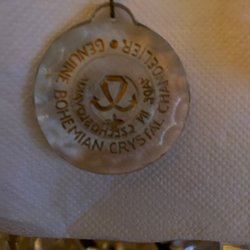 GENUINE BOHEMIAN CRYSTAL CHANDELIER •
MADE IN CZECHOSLOVAKIA